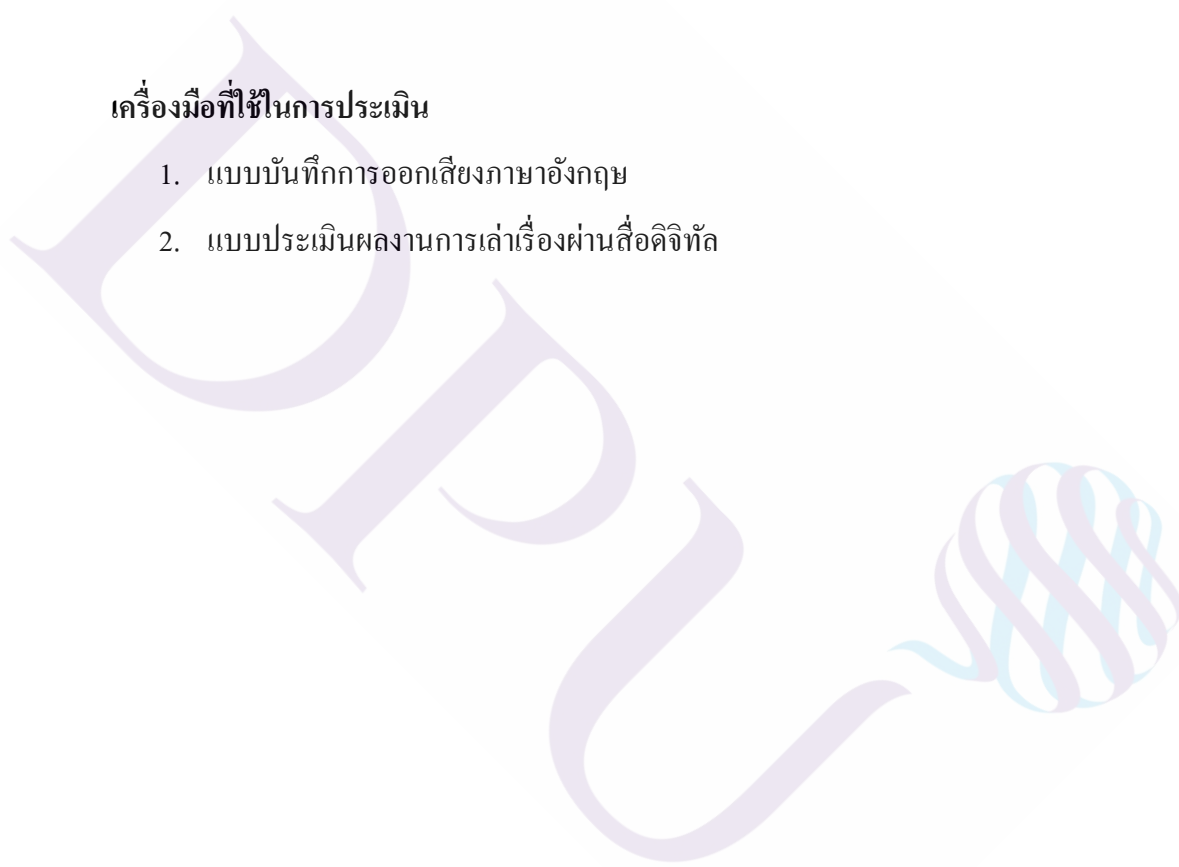 เครื่องมือที่ใช้ในการประเมิน
1. แบบบันทึกการออกเสียงภาษาอังกฤษ
2. แบบประเมินผลงานการเล่าเรื่องผ่านสื่อดิจิทัล
DPU